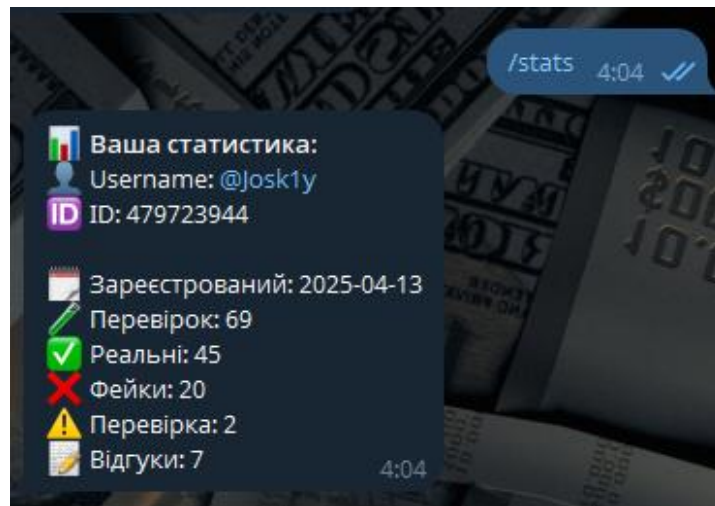 /stats 4:04
Ваша статистика:
Username: @Josk1y
ID ID: 479723944
Зареєстрований: 2025-04-13
Перевірок: 69
Реальні: 45
Фейки: 20
Перевірка: 2
Відгуки: 7
4:04